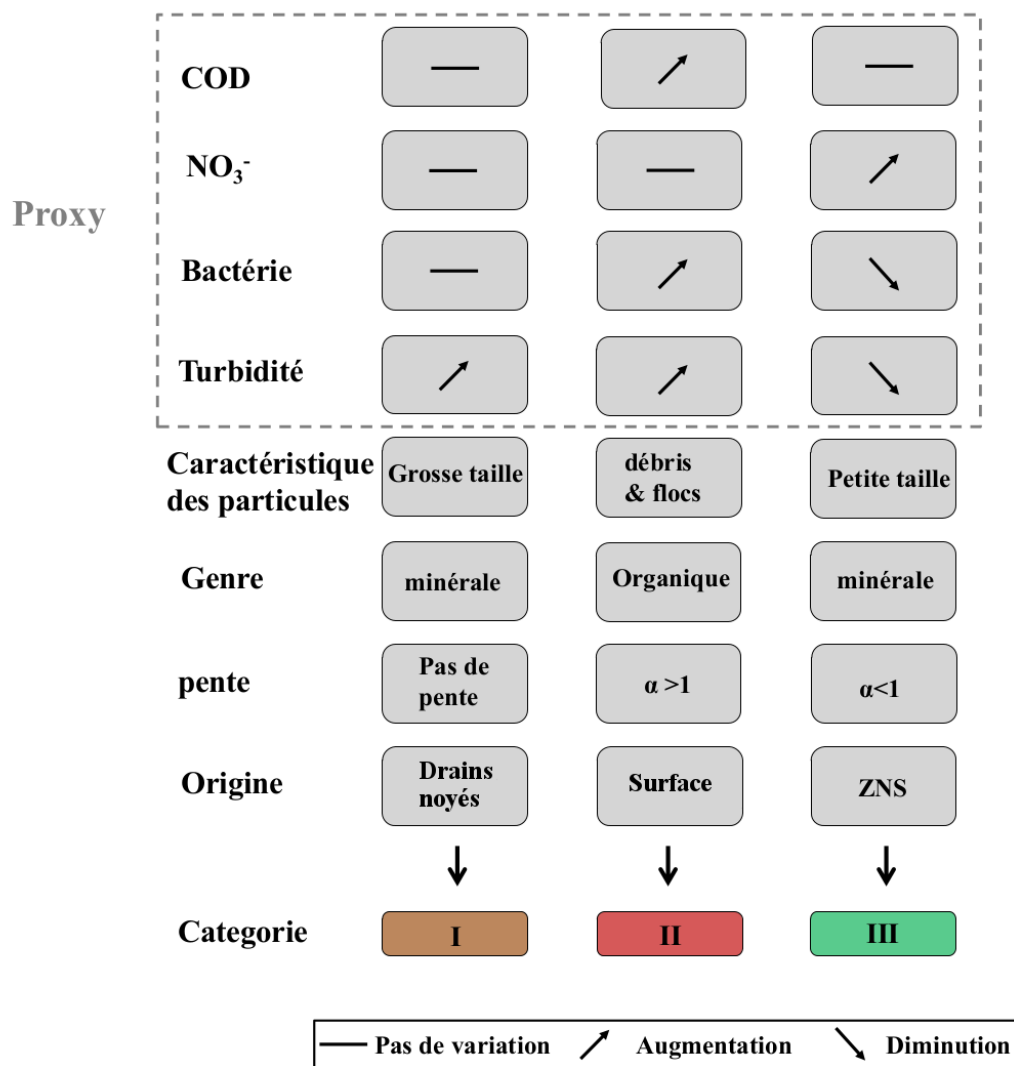 COD
NO₃⁻
Proxy
Bactérie
Turbidité
Caractéristique
des particules
Grosse taille
débris
& flocs
Petite taille
Genre
minérale
Organique
minérale
pente
Pas de
pente
α >1
α<1
Origine
Drains
noyés
Surface
ZNS
Categorie
I
II
III
Pas de variation
Augmentation
Diminution